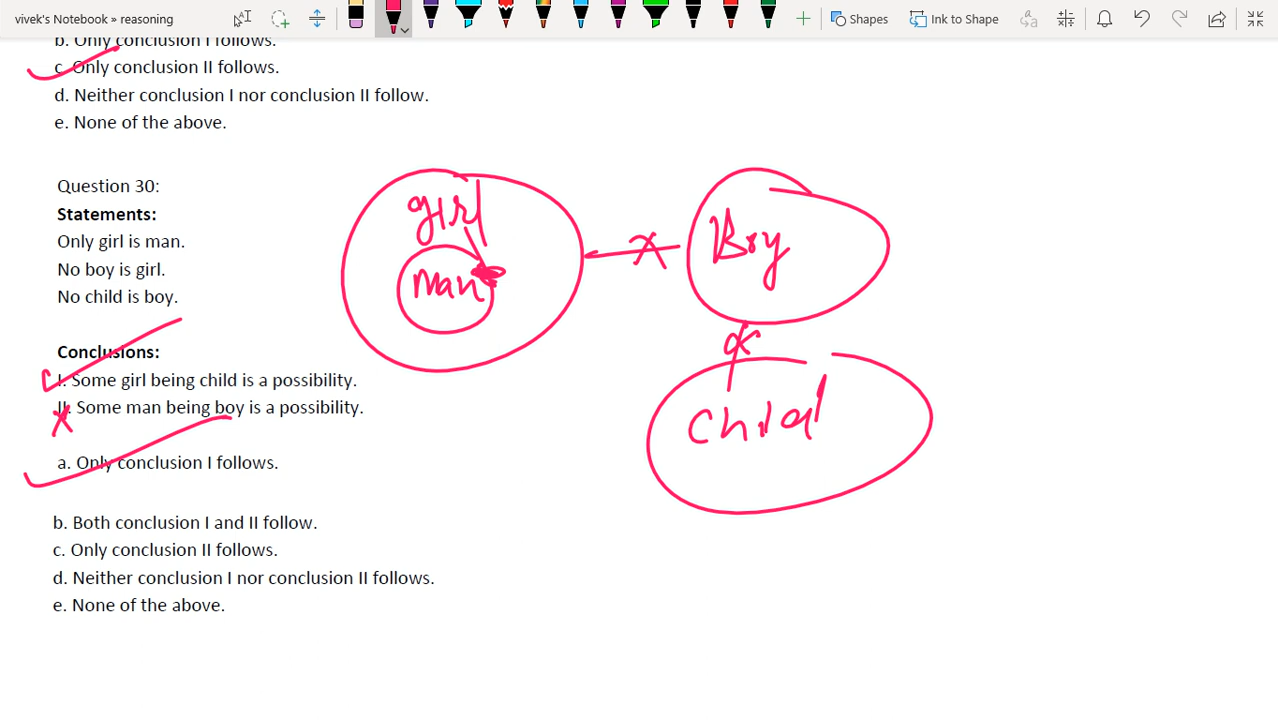 vivek's Notebook » reasoning
Shapes
Ink to Shape
b. Only conclusion I follows.
c. Only conclusion II follows.
d. Neither conclusion I nor conclusion II follow.
e. None of the above.
Question 30:
Statements:
Only girl is man.
No boy is girl.
No child is boy.
girl
man
Boy
child
Conclusions:
I. Some girl being child is a possibility.
II. Some man being boy is a possibility.
a. Only conclusion I follows.
b. Both conclusion I and II follow.
c. Only conclusion II follows.
d. Neither conclusion I nor conclusion II follows.
e. None of the above.